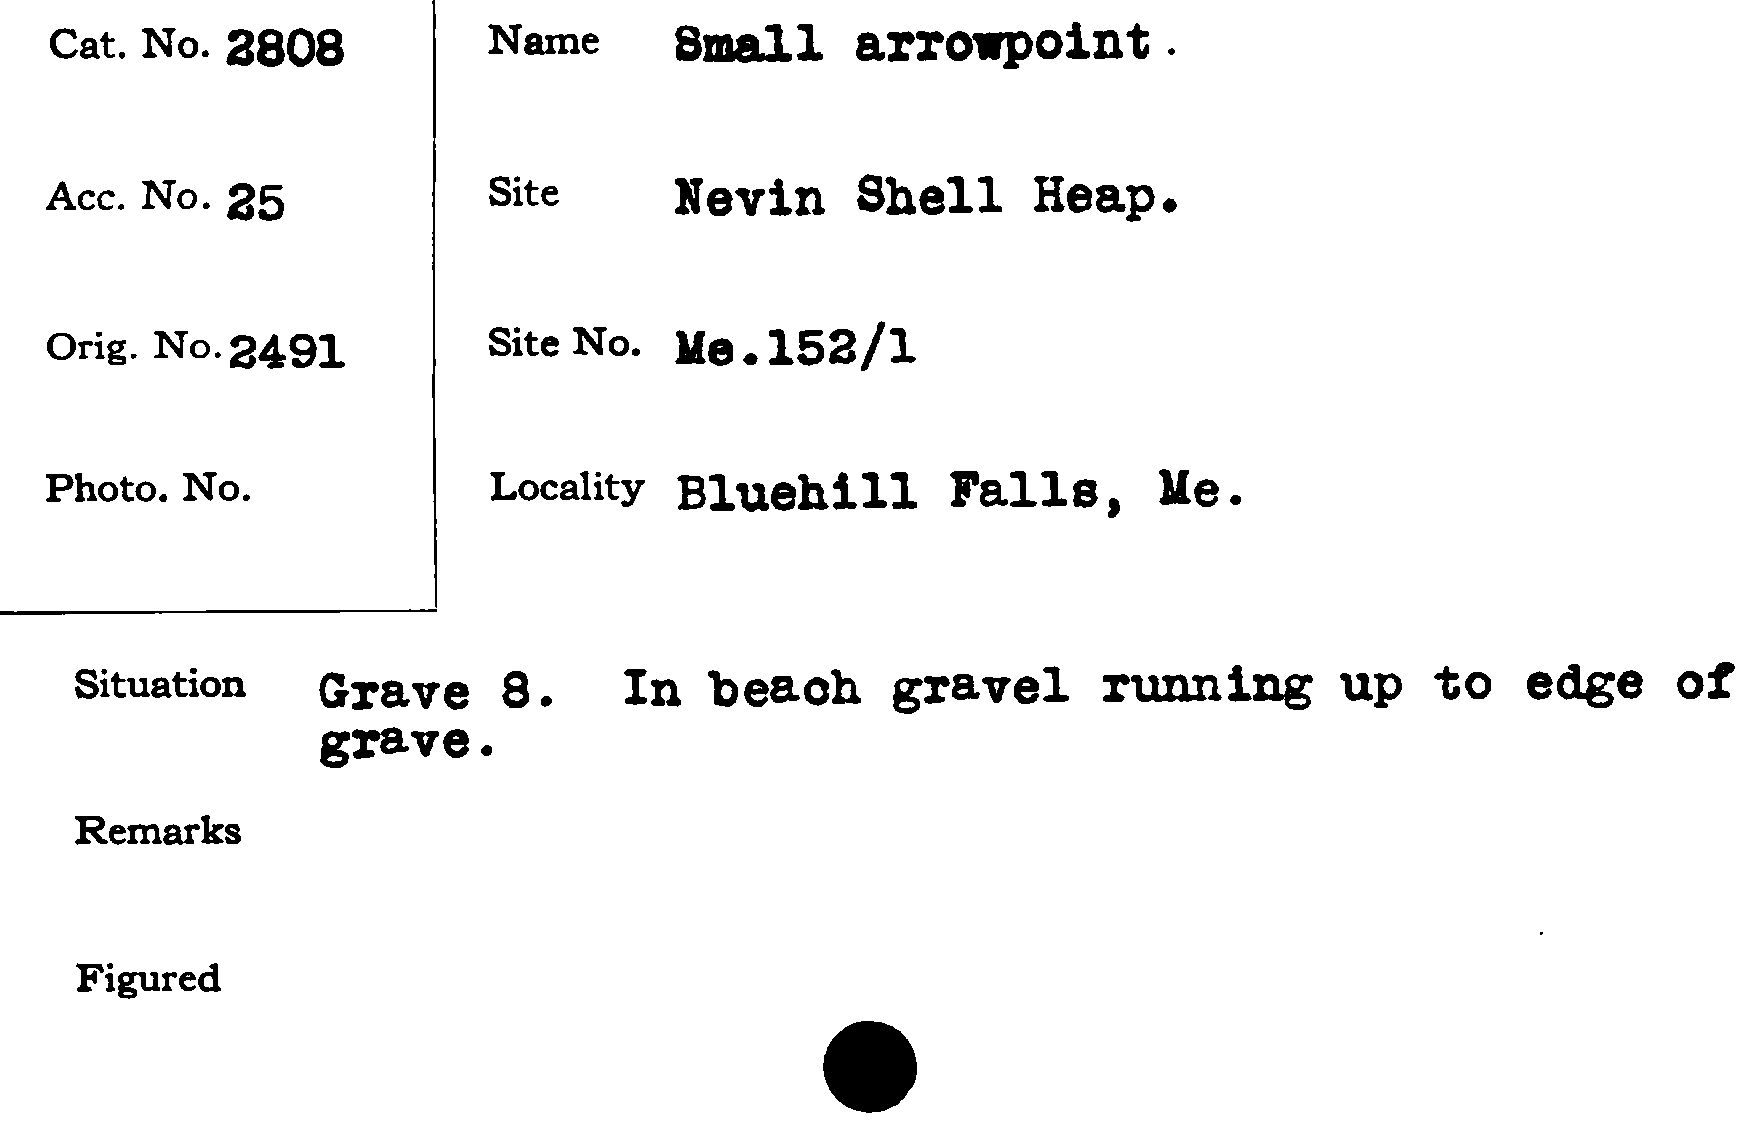 Cat. No. 2808
Name Small arrowpoint.
Acc. No. 25
Site Nevin Shell Heap.
Orig. No. 2491
Site No. Me.152/1
Photo. No.
Locality Bluehill Falls, Me.
Situation Grave 8. In beach gravel running up to edge of
grave.
Remarks
Figured